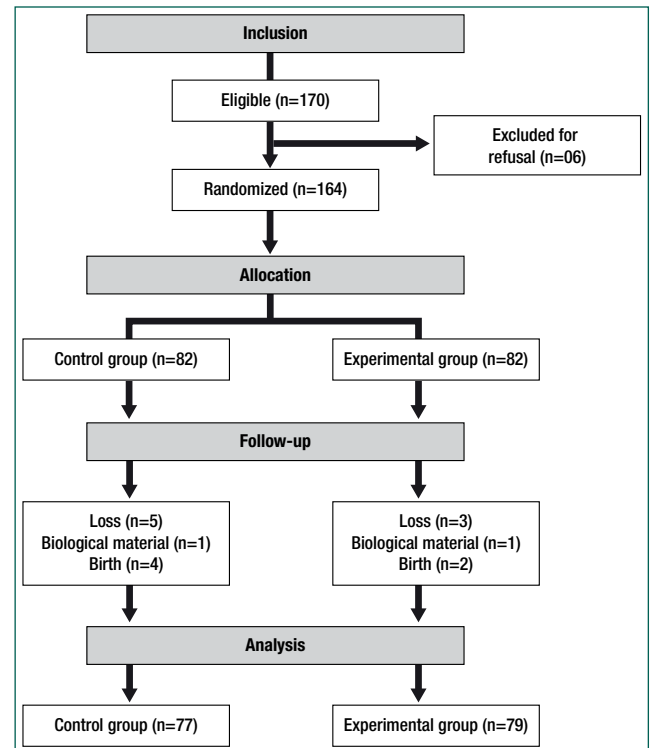 Inclusion
Eligible (n=170)
Excluded for
refusal (n=06)
Randomized (n=164)
Allocation
Control group (n=82)
Experimental group (n=82)
Follow-up
Loss (n=5)
Biological material (n=1)
Birth (n=4)
Loss (n=3)
Biological material (n=1)
Birth (n=2)
Analysis
Control group (n=77)
Experimental group (n=79)